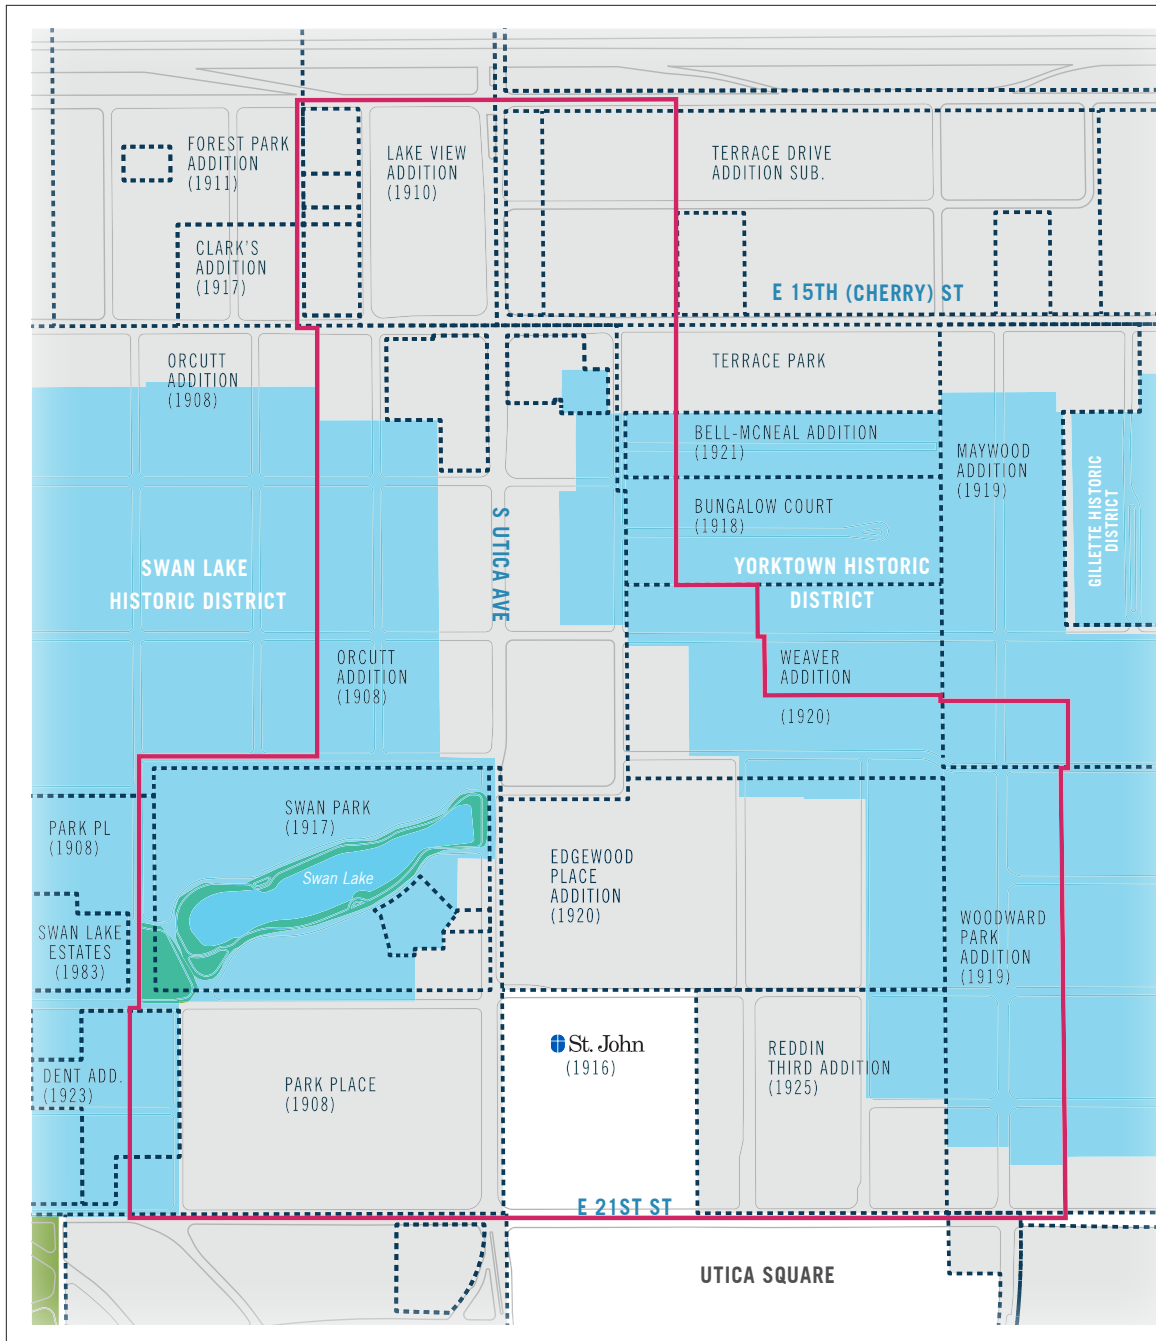 FOREST PARK
ADDITION
(1911)
LAKE VIEW
ADDITION
(1910)
TERRACE DRIVE
ADDITION SUB.
CLARK'S
ADDITION
(1917)
E 15TH (CHERRY) ST
ORCUTT
ADDITION
(1908)
TERRACE PARK
BELL-MCNEAL ADDITION
(1921)
MAYWOOD
ADDITION
(1919)
GILLETTE HISTORIC
DISTRICT
BUNGALOW COURT
(1918)
S UTICA AVE
SWAN LAKE
HISTORIC DISTRICT
YORKTOWN HISTORIC
DISTRICT
ORCUTT
ADDITION
(1908)
WEAVER
ADDITION
(1920)
SWAN PARK
(1917)
PARK PL
(1908)
Swan Lake
EDGEWOOD
PLACE
ADDITION
(1920)
SWAN LAKE
ESTATES
(1983)
WOODWARD
PARK
ADDITION
(1919)
St. John
(1916)
REDDIN
THIRD ADDITION
(1925)
DENT ADD.
(1923)
PARK PLACE
(1908)
E 21ST ST
UTICA SQUARE